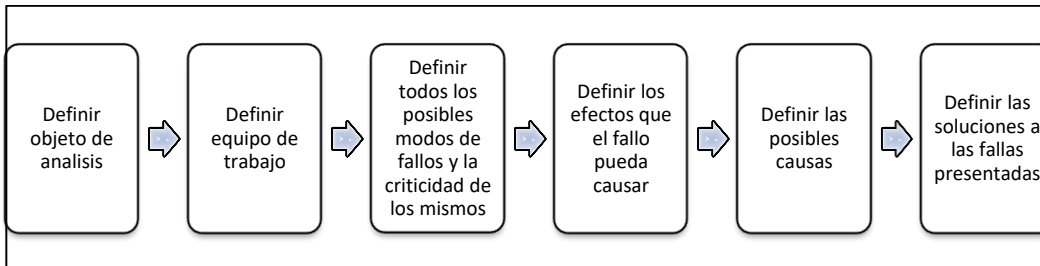 Definir
objeto de
analisis
Definir
equipo de
trabajo
Definir
todos los
posibles
modos de
fallos y la
criticidad de
los mismos
Definir los
efectos que
el fallo
pueda
causar
Definir las
posibles
causas
Definir las
soluciones a
las fallas
presentadas